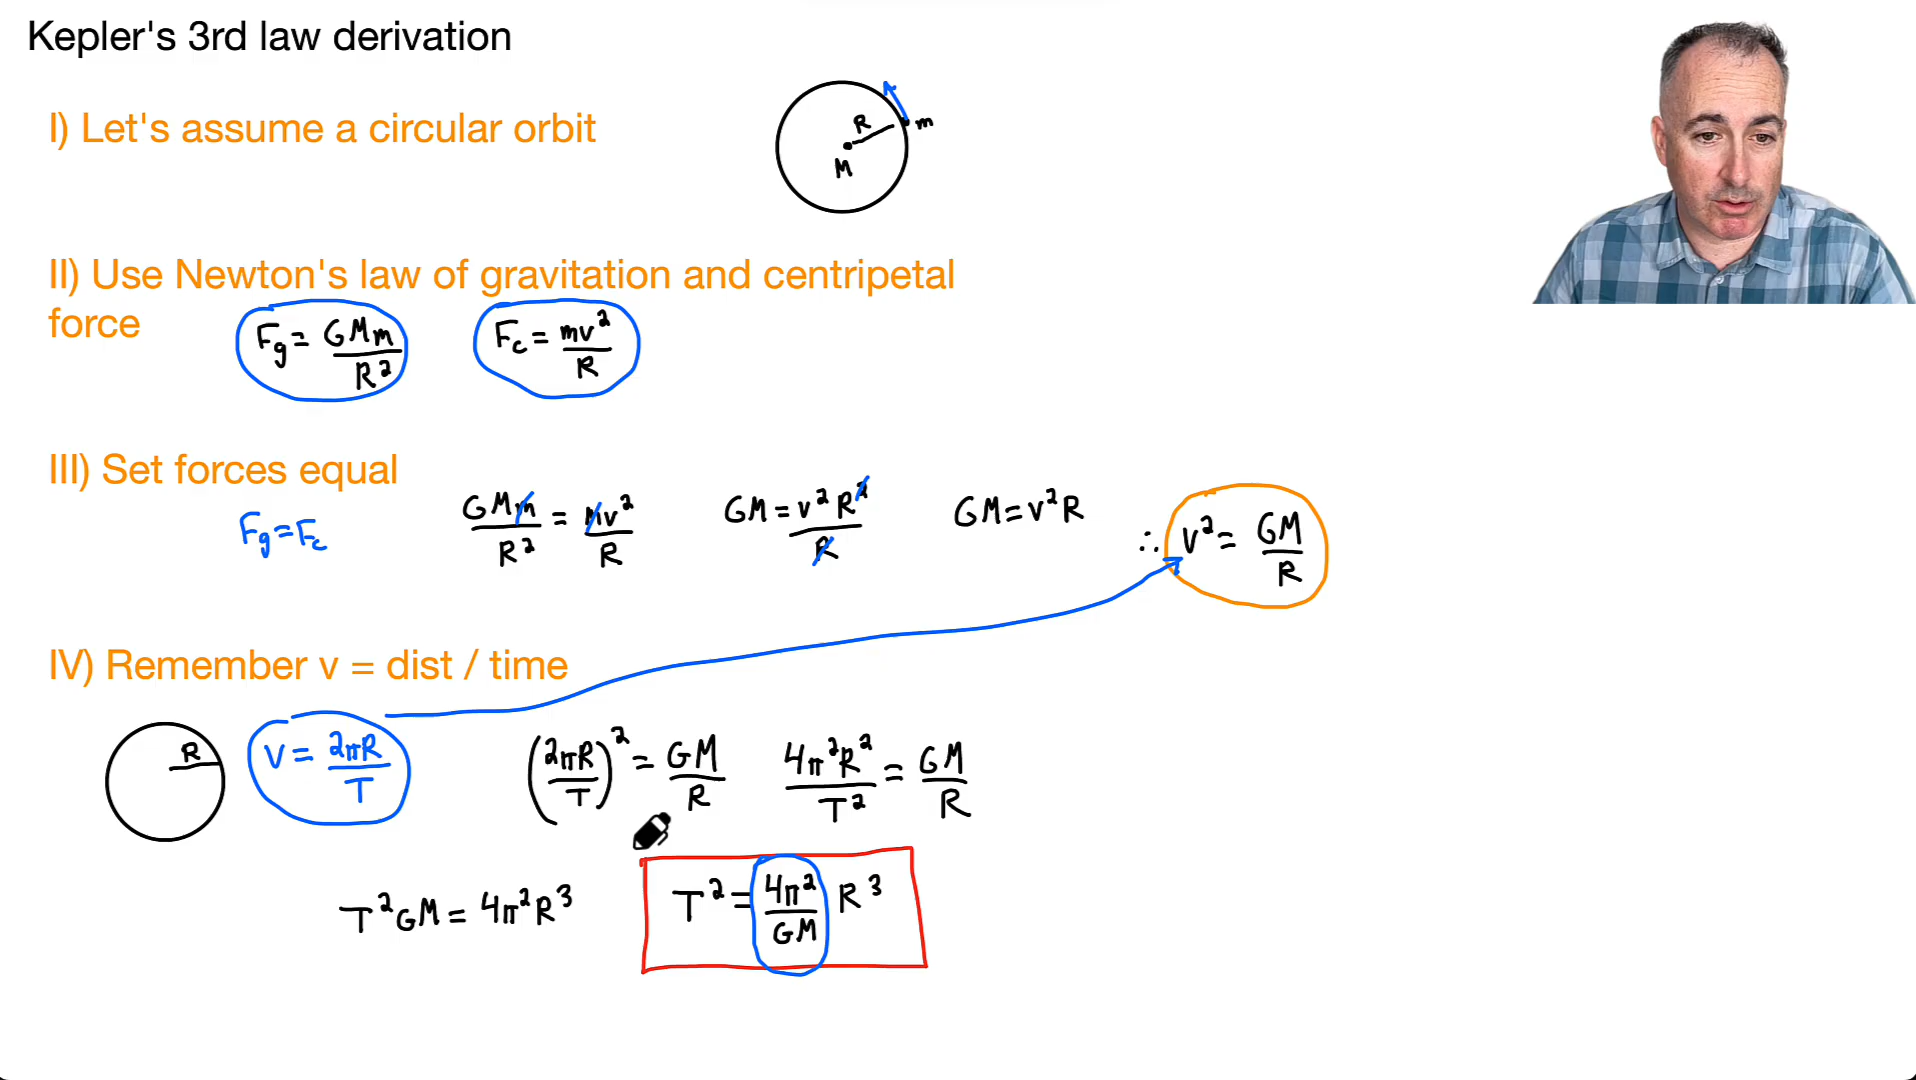 Kepler's 3rd law derivation
I) Let's assume a circular orbit
R
m
M
II) Use Newton's law of gravitation and centripetal
force
Fg = GMm / R²
Fc = mv² / R
III) Set forces equal
Fg = Fc
GMm / R² = mv² / R
GM = v² R² / R
GM = v²R
∴ v² = GM / R
IV) Remember v = dist / time
R
v = 2πR / T
(2πR / T)² = GM / R
4π²R² / T² = GM / R
T²GM = 4π²R³
T² = 4π² / GM R³